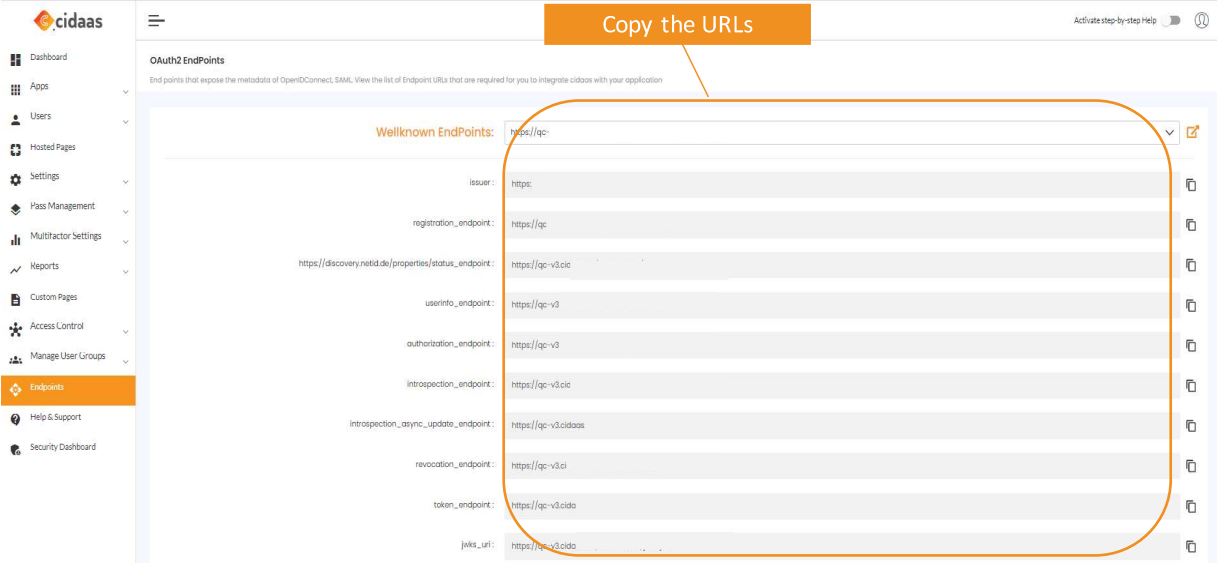 cidaas
Copy the URLs
Activate step-by-step Help
Dashboard
Apps
Users
Hosted Pages
Settings
Pass Management
Multifactor Settings
Reports
Custom Pages
Access Control
Manage User Groups
Endpoints
Help & Support
Security Dashboard
OAuth2 EndPoints
End points that expose the metadata of OpenIDConnect, SAML. View the list of Endpoint URLs that are required for you to integrate cidaas with your application
Wellknown EndPoints: https://qc-
issuer : https:
registration_endpoint : https://qc
https://discovery.netid.de/properties/status_endpoint : https://qc-v3.cid
userinfo_endpoint : https://qc-v3
authorization_endpoint : https://qc-v3
introspection_endpoint : https://qc-v3.cid
introspection_async_update_endpoint : https://qc-v3.cidaas
revocation_endpoint : https://qc-v3.ci
token_endpoint : https://qc-v3.cida
jwks_uri : https://qc-v3.cida